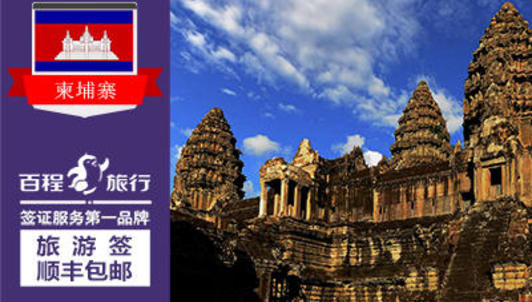 柬埔寨
百程旅行
签证服务第一品牌
旅游签
顺丰包邮